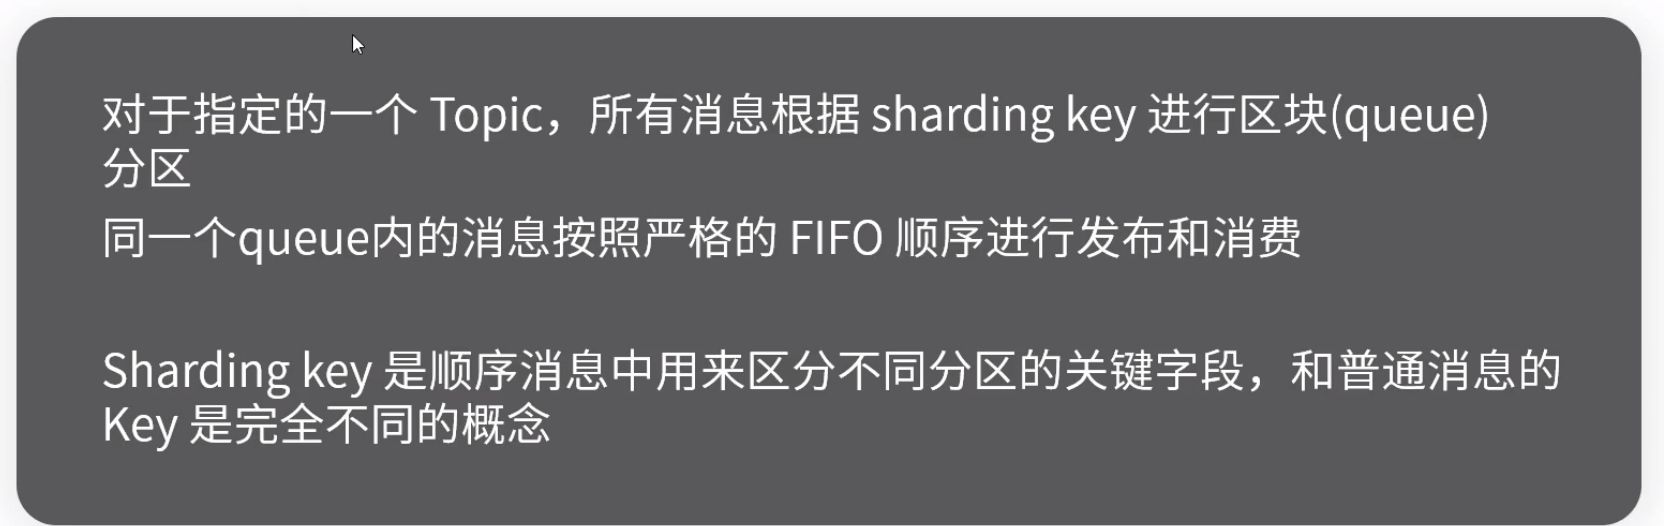 对于指定的一个 Topic，所有消息根据 sharding key 进行区块(queue)
分区
同一个queue内的消息按照严格的 FIFO 顺序进行发布和消费
Sharding key 是顺序消息中用来区分不同分区的关键字段，和普通消息的
Key 是完全不同的概念